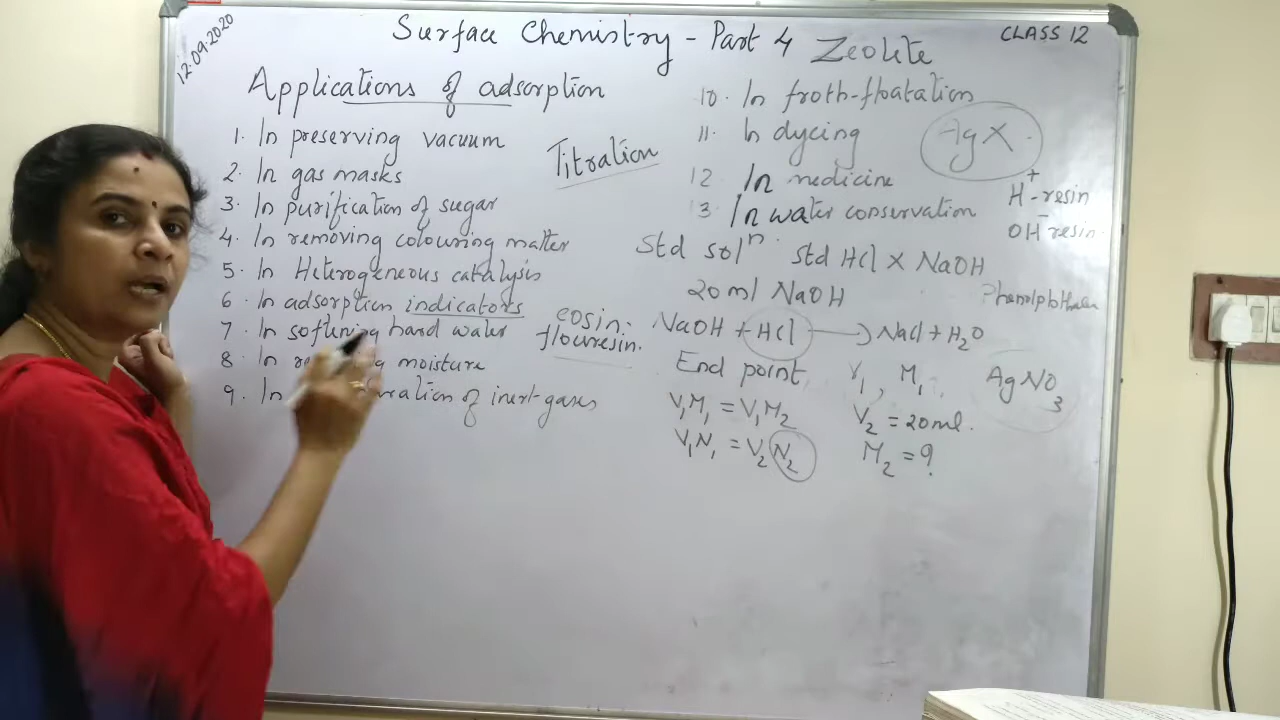 12.09.2020
Surface Chemistry - Part 4
CLASS 12
Zeolite
Applications of adsorption
1. In preserving vacuum
2. In gas masks
3. In purification of sugar
4. In removing colouring matter
5. In Heterogeneous catalysis
6 In adsorption indicators
7 In softening hard water
8 In moisture
9. In of inert gases
Titration
eosin.
flouresin.
10. In froth-floatation
11. In dyeing
12 In medicine
3. In water conservation
AgX
H⁺-resin
OH⁻ resin
Std solⁿ. Std HCl X NaOH
20 ml NaOH
NaOH + HCl → NaCl + H₂O
End point
V₁, M₁
AgNO₃
V₁M₁ = V₁M₂
V₂ = 20ml.
V₁N₁ = V₂N₂
M₂ = ?